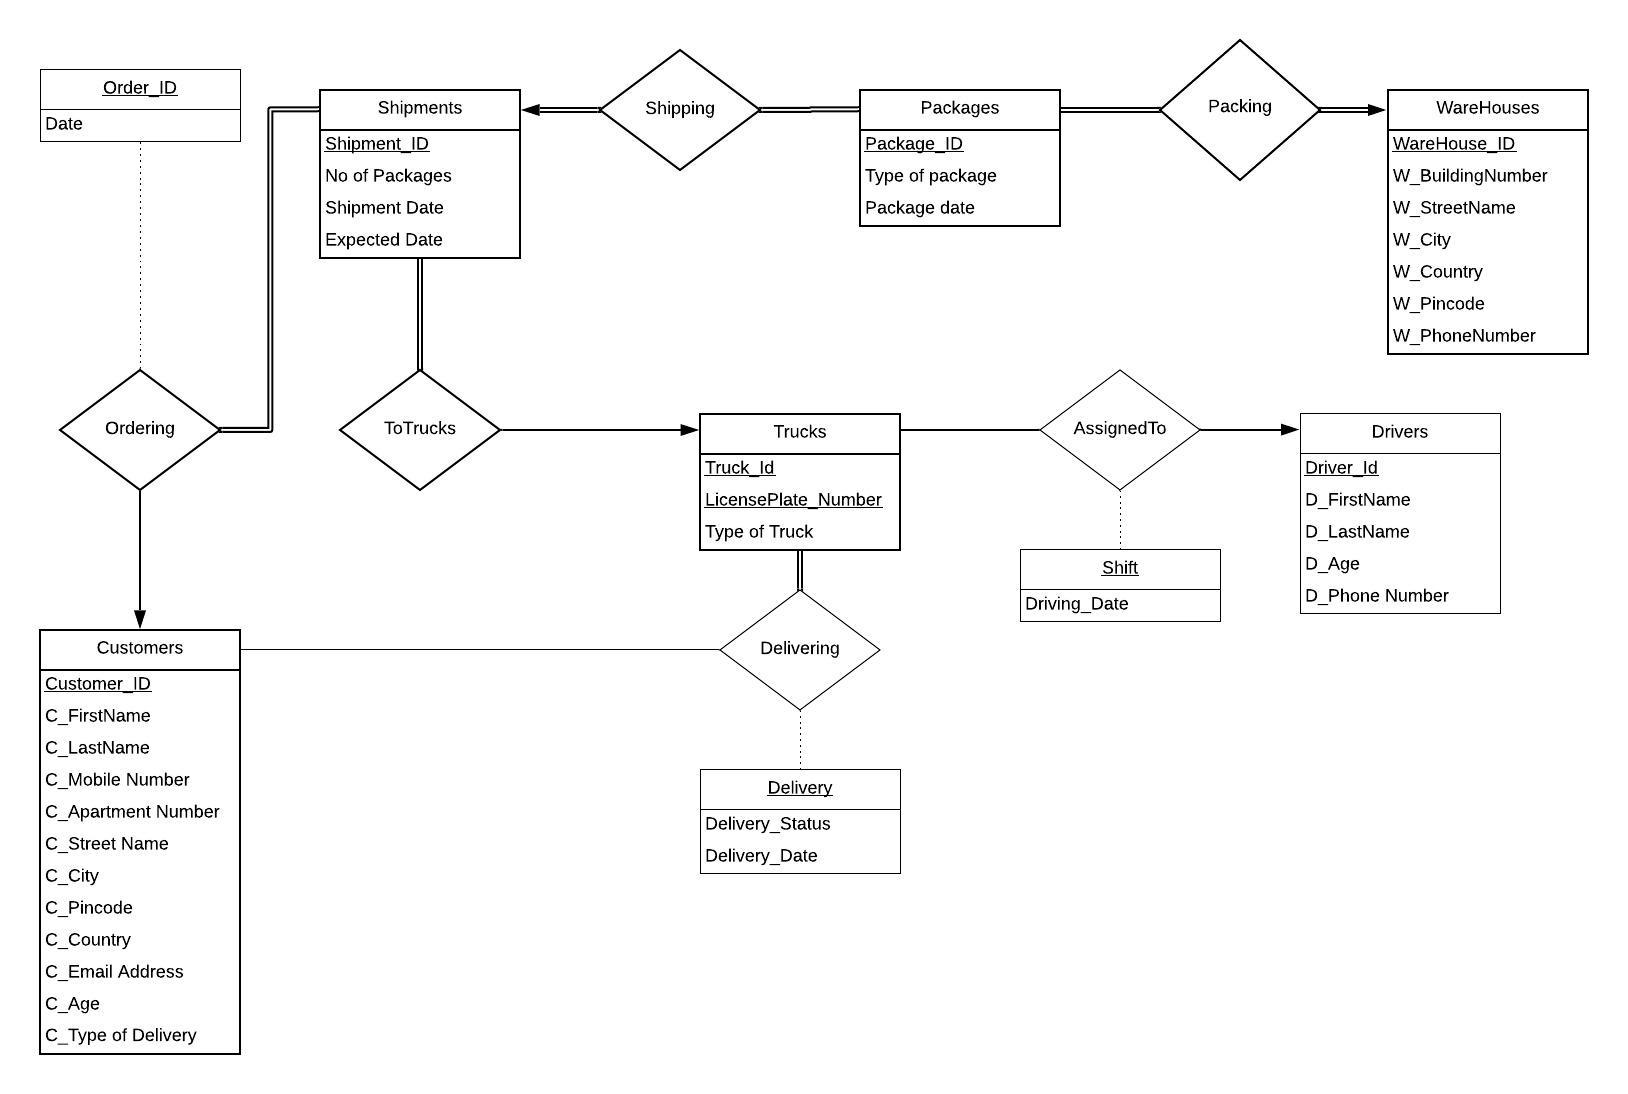 Order_ID
Date
Shipments
Shipment_ID
No of Packages
Shipment Date
Expected Date
Shipping
Packages
Package_ID
Type of package
Package date
Packing
WareHouses
WareHouse_ID
W_BuildingNumber
W_StreetName
W_City
W_Country
W_Pincode
W_PhoneNumber
Ordering
ToTrucks
Trucks
Truck_Id
LicensePlate_Number
Type of Truck
AssignedTo
Shift
Driving_Date
Drivers
Driver_Id
D_FirstName
D_LastName
D_Age
D_Phone Number
Customers
Customer_ID
C_FirstName
C_LastName
C_Mobile Number
C_Apartment Number
C_Street Name
C_City
C_Pincode
C_Country
C_Email Address
C_Age
C_Type of Delivery
Delivering
Delivery
Delivery_Status
Delivery_Date